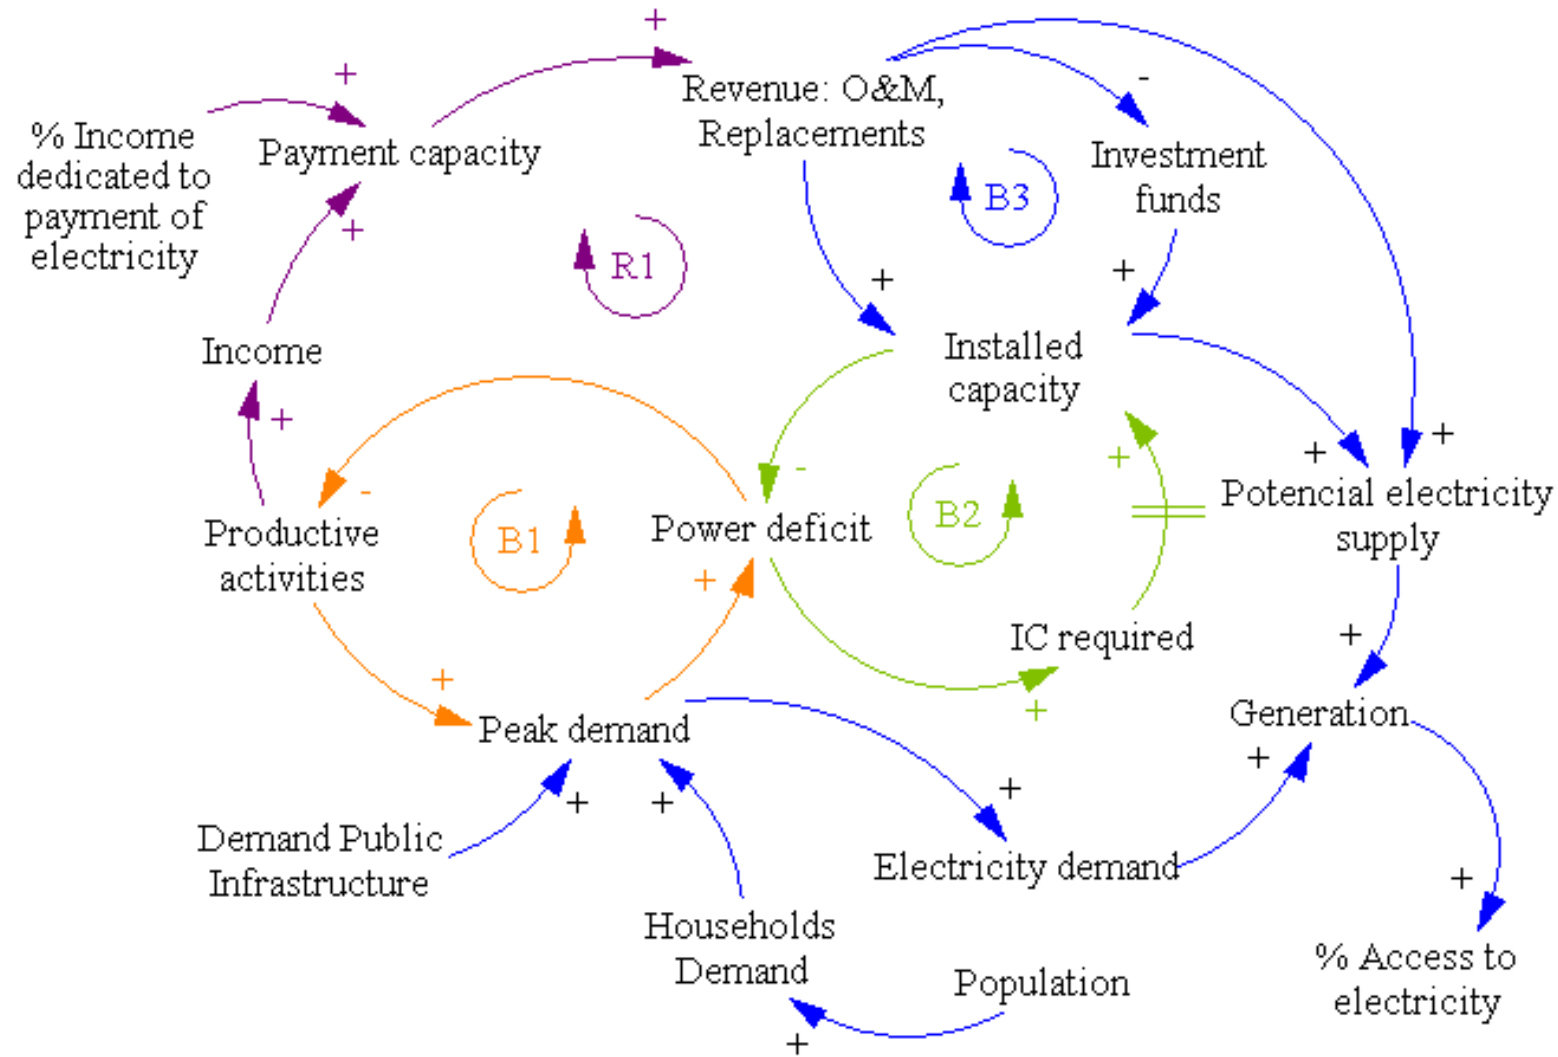 +
+
Revenue: O&M,
Replacements
-
% Income
dedicated to
payment of
electricity
Payment capacity
Investment
funds
B3
+
R1
+
+
Income
Installed
capacity
+
+
+
-
-
+
Potencial electricity
supply
Productive
activities
B1
Power deficit
B2
+
+
IC required
+
+
Peak demand
Generation
+
+
+
+
Demand Public
Infrastructure
Electricity demand
+
Households
Demand
Population
% Access to
electricity
+